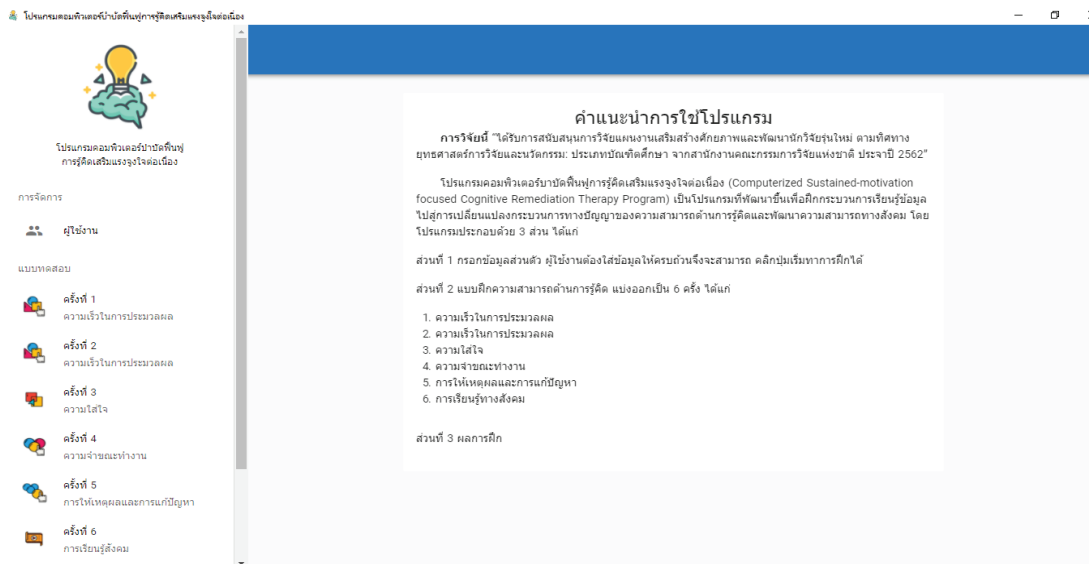 โปรแกรมคอมพิวเตอร์บำบัดฟื้นฟูการรู้คิดเสริมแรงจูงใจต่อเนื่อง
โปรแกรมคอมพิวเตอร์บำบัดฟื้นฟู
การรู้คิดเสริมแรงจูงใจต่อเนื่อง
การจัดการ
ผู้ใช้งาน
แบบทดสอบ
ครั้งที่ 1
ความเร็วในการประมวลผล
ครั้งที่ 2
ความเร็วในการประมวลผล
ครั้งที่ 3
ความใส่ใจ
ครั้งที่ 4
ความจำขณะทำงาน
ครั้งที่ 5
การให้เหตุผลและการแก้ปัญหา
ครั้งที่ 6
การเรียนรู้สังคม
คำแนะนำการใช้โปรแกรม
การวิจัยนี้ "ได้รับการสนับสนุนการวิจัยแผนงานเสริมสร้างศักยภาพและพัฒนานักวิจัยรุ่นใหม่ ตามทิศทาง
ยุทธศาสตร์การวิจัยและนวัตกรรม: ประเภทบัณฑิตศึกษา จากสานักงานคณะกรรมการวิจัยแห่งชาติ ประจาปี 2562"
โปรแกรมคอมพิวเตอร์บาบัดฟื้นฟูการรู้คิดเสริมแรงจูงใจต่อเนื่อง (Computerized Sustained-motivation
focused Cognitive Remediation Therapy Program) เป็นโปรแกรมที่พัฒนาขึ้นเพื่อฝึกกระบวนการเรียนรู้ข้อมูล
ไปสู่การเปลี่ยนแปลงกระบวนการทางปัญญาของความสามารถด้านการรู้คิดและพัฒนาความสามารถทางสังคม โดย
โปรแกรมประกอบด้วย 3 ส่วน ได้แก่
ส่วนที่ 1 กรอกข้อมูลส่วนตัว ผู้ใช้งานต้องใส่ข้อมูลให้ครบถ้วนจึงจะสามารถ คลิกปุ่มเริ่มทาการฝึกได้
ส่วนที่ 2 แบบฝึกความสามารถด้านการรู้คิด แบ่งออกเป็น 6 ครั้ง ได้แก่
1. ความเร็วในการประมวลผล
2. ความเร็วในการประมวลผล
3. ความใส่ใจ
4. ความจำขณะทำงาน
5. การให้เหตุผลและการแก้ปัญหา
6. การเรียนรู้ทางสังคม
ส่วนที่ 3 ผลการฝึก